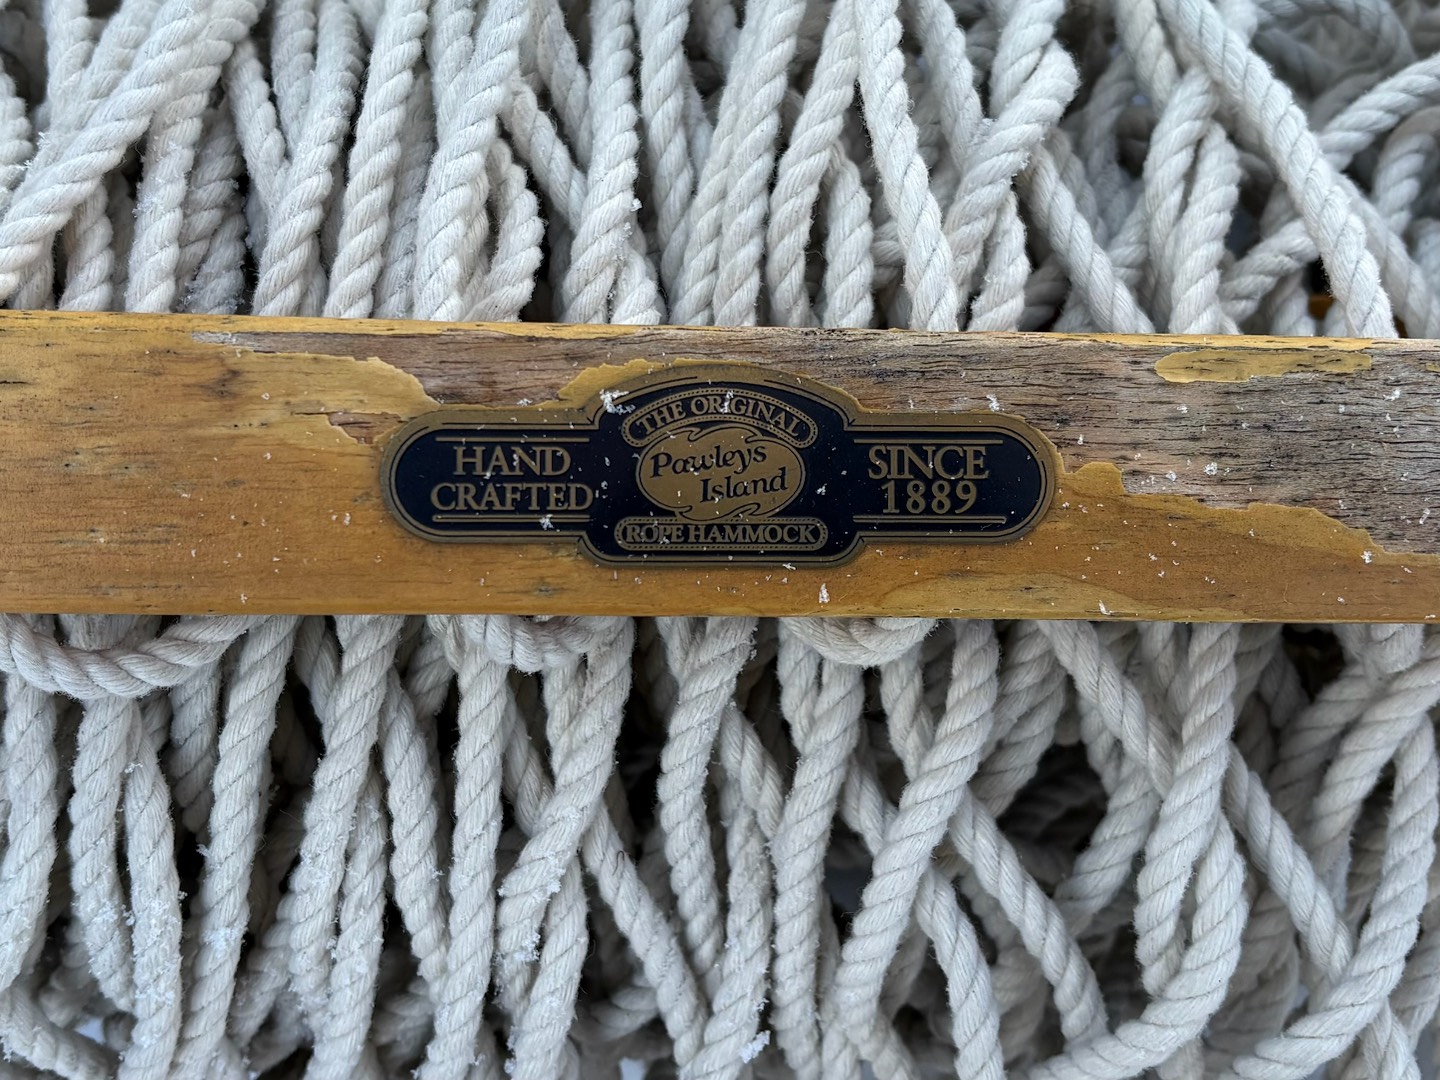 HAND
CRAFTED
THE ORIGINAL
Pawleys
Island
ROPE HAMMOCK
SINCE
1889